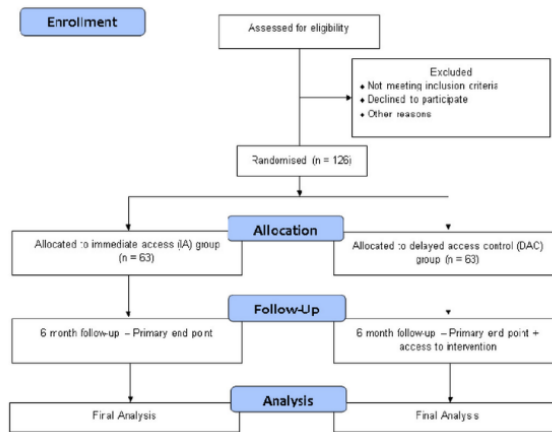 Enrollment
Assessed for eligibility
Excluded
♦ Not meeting inclusion criteria
♦ Declined to participate
♦ Other reasons
Randomised (n = 126)
Allocation
Allocated to immediate access (IA) group
(n = 63)
Allocated to delayed access control (DAC)
group (n = 63)
Follow-Up
6 month follow-up – Primary end point
6 month follow-up – Primary end point +
access to intervention
Analysis
Final Analysis
Final Analysis